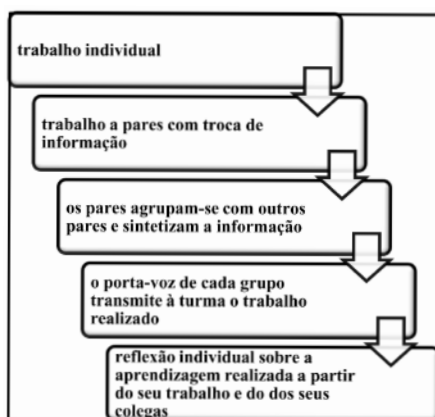 trabalho individual
trabalho a pares com troca de
informação
os pares agrupam-se com outros
pares e sintetizam a informação
o porta-voz de cada grupo
transmite à turma o trabalho
realizado
reflexão individual sobre a
aprendizagem realizada a partir
do seu trabalho e do dos seus
colegas